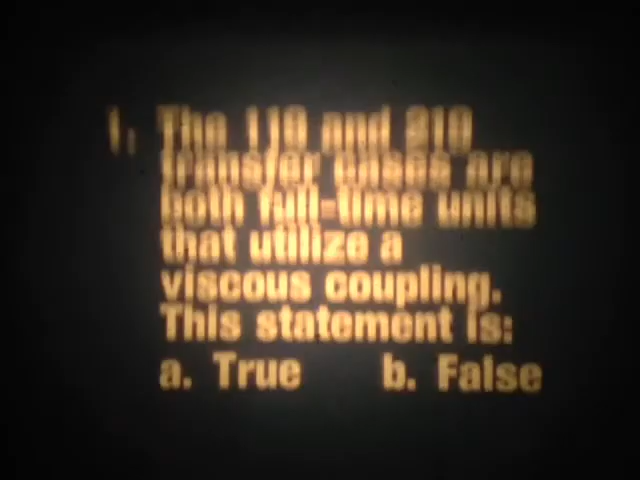 1. The 119 and 219
transfer cases are
both full-time units
that utilize a
viscous coupling.
This statement is:
a. True b. False